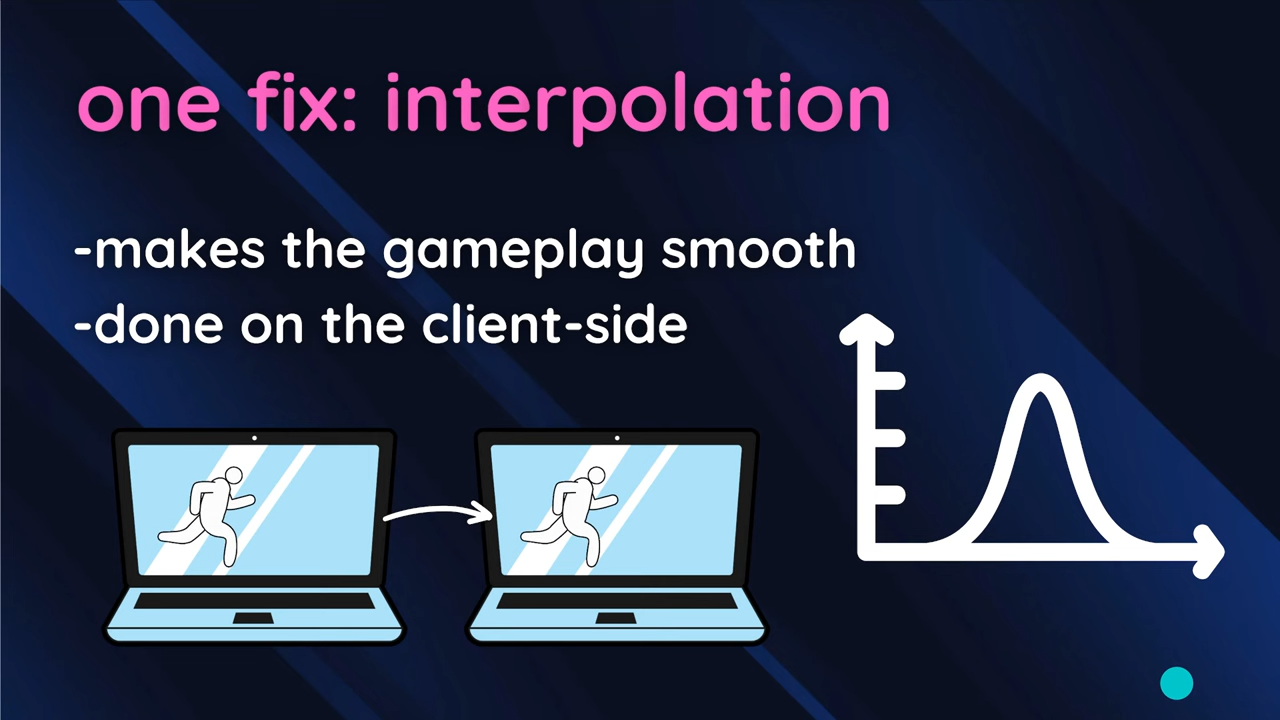 one fix: interpolation
-makes the gameplay smooth
-done on the client-side